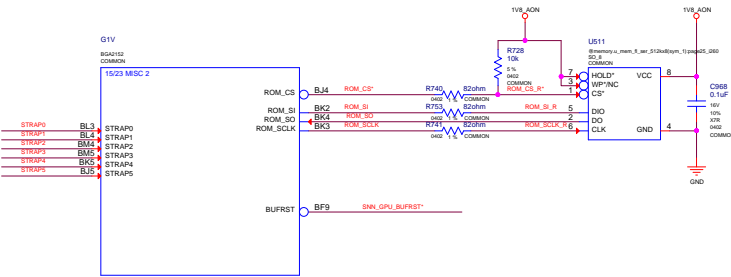 1V8_AON
1V8_AON
G1V
BGA2152
COMMON
15/23 MISC 2
U511
@memory.u_mem_fl_ser_512kx8(sym_1):page25_i260
SO_8
COMMON
R728
10k
5 %
0402
COMMON
7 HOLD*
3 WP*/NC
1 CS*
VCC 8
C968
0.1uF
16V
10%
X7R
0402
COMMO
ROM_CS BJ4 ROM_CS* R740 82ohm ROM_CS_R*
0402 1 % COMMON
ROM_SI BK2 ROM_SI R753 82ohm ROM_SI_R 5 DIO
0402 1 % COMMON
ROM_SO BK4 ROM_SO 2 DO
ROM_SCLK BK3 ROM_SCLK R741 82ohm ROM_SCLK_R 6 CLK
0402 1 % COMMON
GND 4
GND
STRAP0 BL3 STRAP0
STRAP1 BL4 STRAP1
STRAP2 BM4 STRAP2
STRAP3 BM5 STRAP3
STRAP4 BK5 STRAP4
STRAP5 BJ5 STRAP5
BUFRST BF9 SNN_GPU_BUFRST*